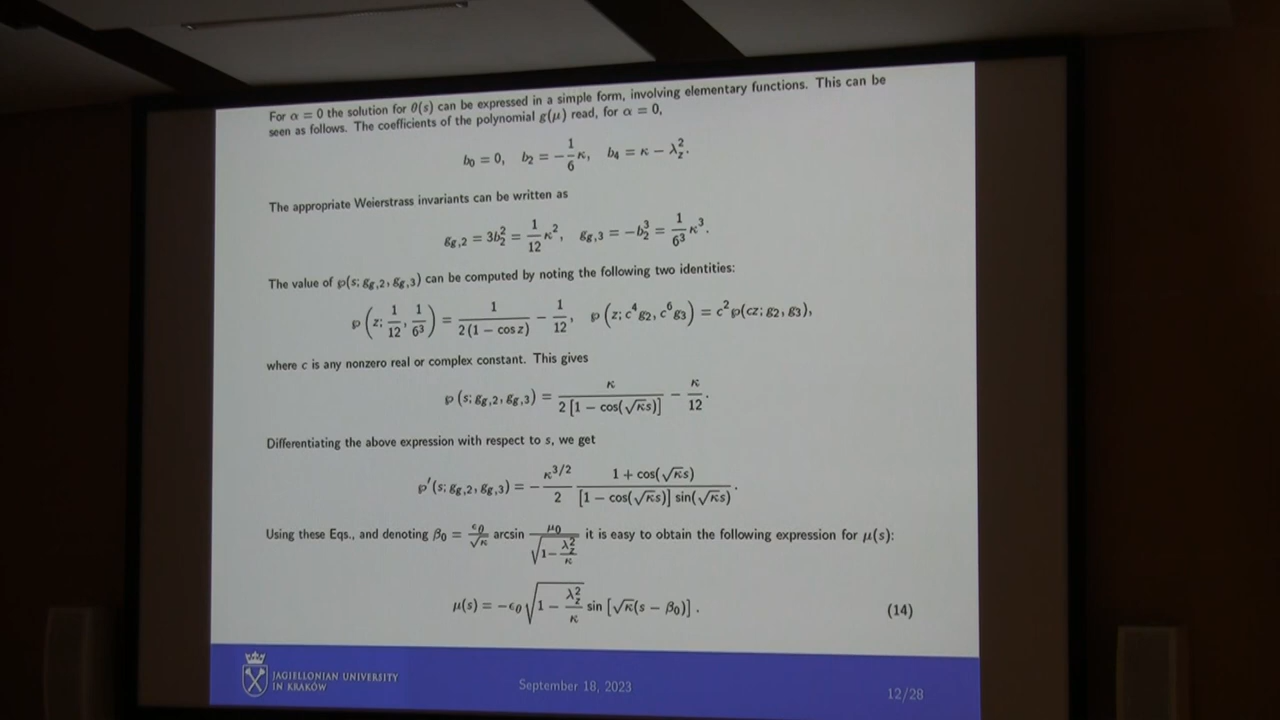 For α = 0 the solution for θ(s) can be expressed in a simple form, involving elementary functions. This can be
seen as follows. The coefficients of the polynomial g(μ) read, for α = 0,
b₀ = 0, b₂ = −(1/6)κ, b₄ = κ − λ_z².
The appropriate Weierstrass invariants can be written as
g_{g,2} = 3b₂² = (1/12)κ², g_{g,3} = −b₂³ = (1/6³)κ³.
The value of ℘(s; g_{g,2}, g_{g,3}) can be computed by noting the following two identities:
℘(z; 1/12, 1/6³) = 1/(2(1 − cos z)) − 1/12, ℘(z; c⁴g₂, c⁶g₃) = c²℘(cz; g₂, g₃),
where c is any nonzero real or complex constant. This gives
℘(s; g_{g,2}, g_{g,3}) = κ/(2[1 − cos(√κs)]) − κ/12.
Differentiating the above expression with respect to s, we get
℘′(s; g_{g,2}, g_{g,3}) = −(κ^{3/2}/2) (1 + cos(√κs))/([1 − cos(√κs)] sin(√κs)).
Using these Eqs., and denoting β₀ = (ϵ₀/√κ) arcsin (μ₀/√(1 − λ_z²/κ)) it is easy to obtain the following expression for μ(s):
μ(s) = −ϵ₀√(1 − λ_z²/κ) sin [√κ(s − β₀)]. (14)
JAGIELLONIAN UNIVERSITY
IN KRAKÓW
September 18, 2023
12/28